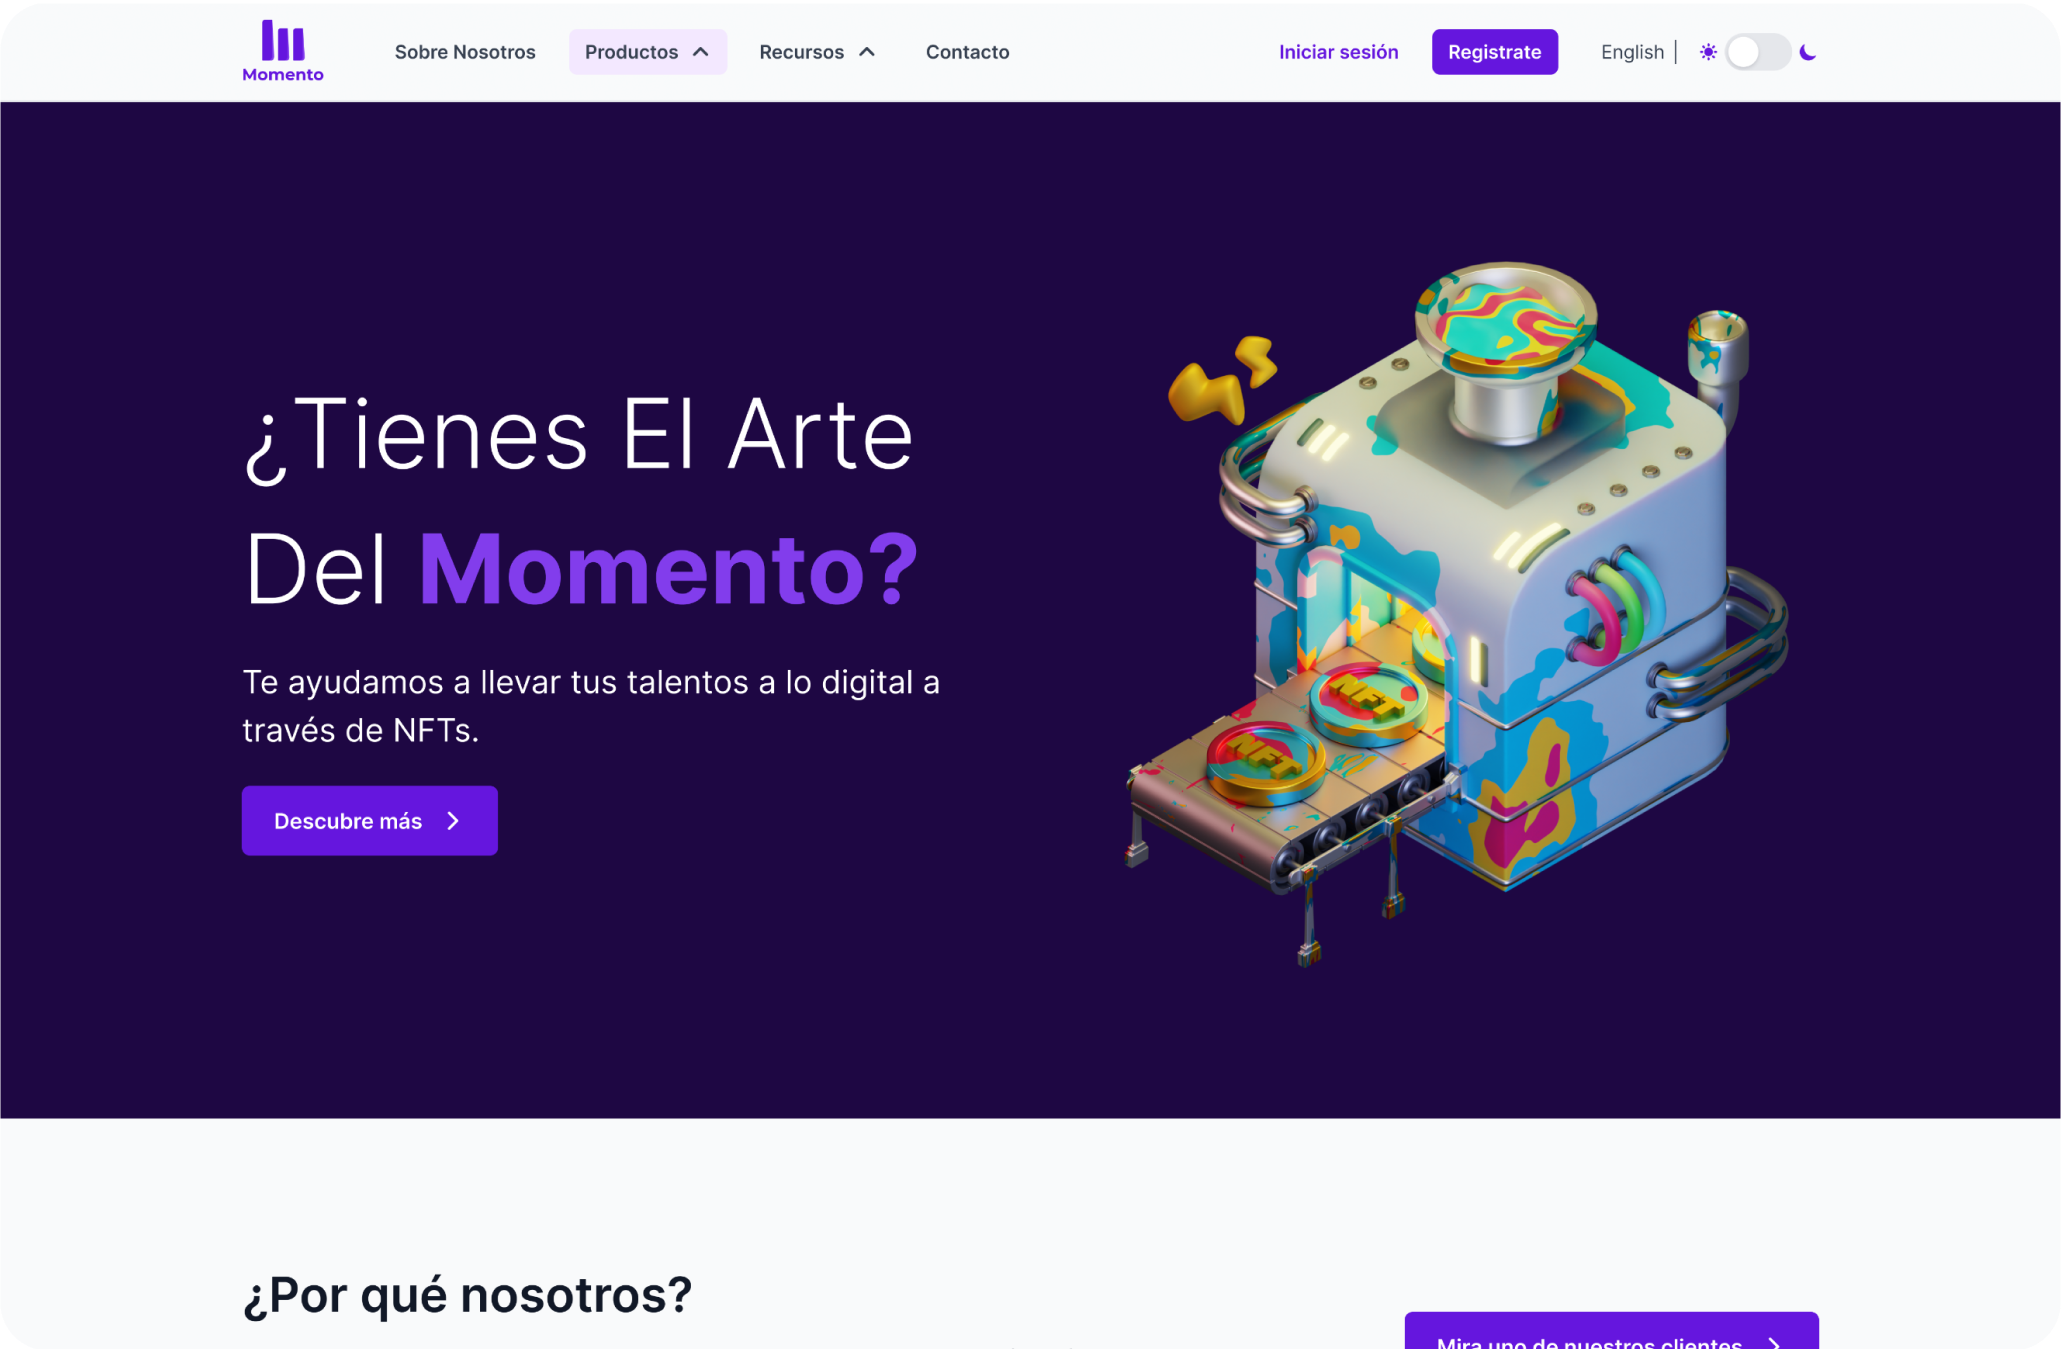 Momento
Sobre Nosotros
Productos
Recursos
Contacto
Iniciar sesión
Registrate
English
¿Tienes El Arte
Del Momento?
Te ayudamos a llevar tus talentos a lo digital a
través de NFTs.
Descubre más
NFT
NFT
¿Por qué nosotros?
Mira uno de nuestros clientes